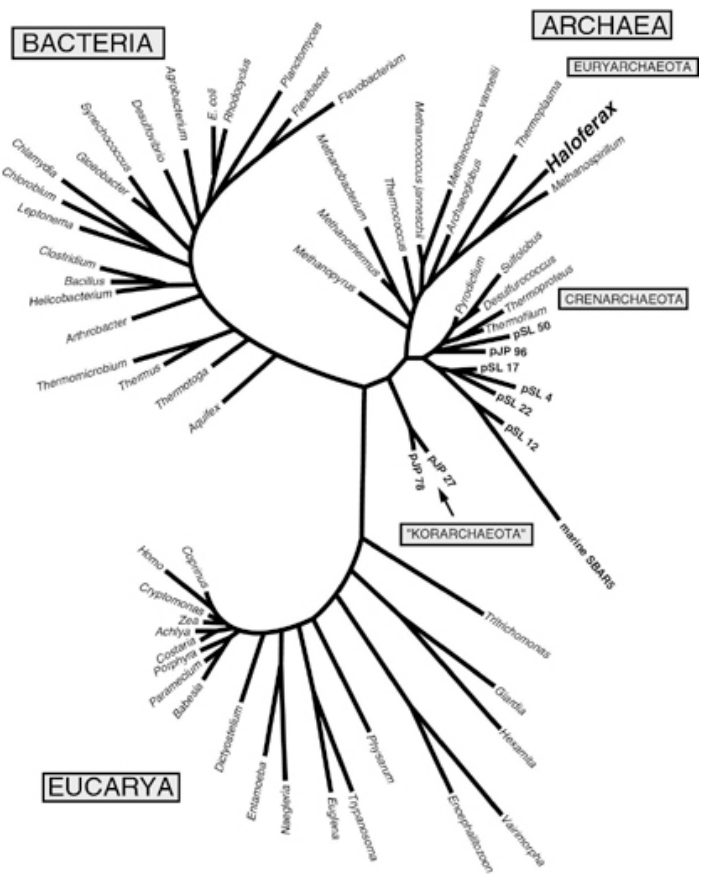 BACTERIA
ARCHAEA
EURYARCHAEOTA
Chlamydia
Chlorobium
Leptonema
Synechococcus
Gloeobacter
Desulfovibrio
Agrobacterium
E. coli
Rhodocyclus
Planctomyces
Flexibacter
Flavobacterium
Clostridium
Bacillus
Helicobacterium
Arthrobacter
Thermomicrobium
Thermus
Thermotoga
Aquifex
Methanopyrus
Methanothermus
Methanobacterium
Thermococcus
Methanococcus jannaschii
Methanococcus vannielii
Archaeoglobus
Thermoplasma
Haloferax
Methanospirillum
Pyrodictium
Sulfolobus
Desulfurococcus
Thermoproteus
Thermofilum
CRENARCHAEOTA
pSL 50
pJP 96
pSL 17
pSL 4
pSL 22
pSL 12
marine SBAR5
pJP 27
pJP 78
"KORARCHAEOTA"
Homo
Coprinus
Cryptomonas
Zea
Achlya
Costaria
Porphyra
Paramecium
Babesia
Dictyostelium
Entamoeba
Naegleria
Euglena
Trypanosoma
Physarum
Encephalitozoon
Vairimorpha
Hexamita
Giardia
Tritrichomonas
EUCARYA